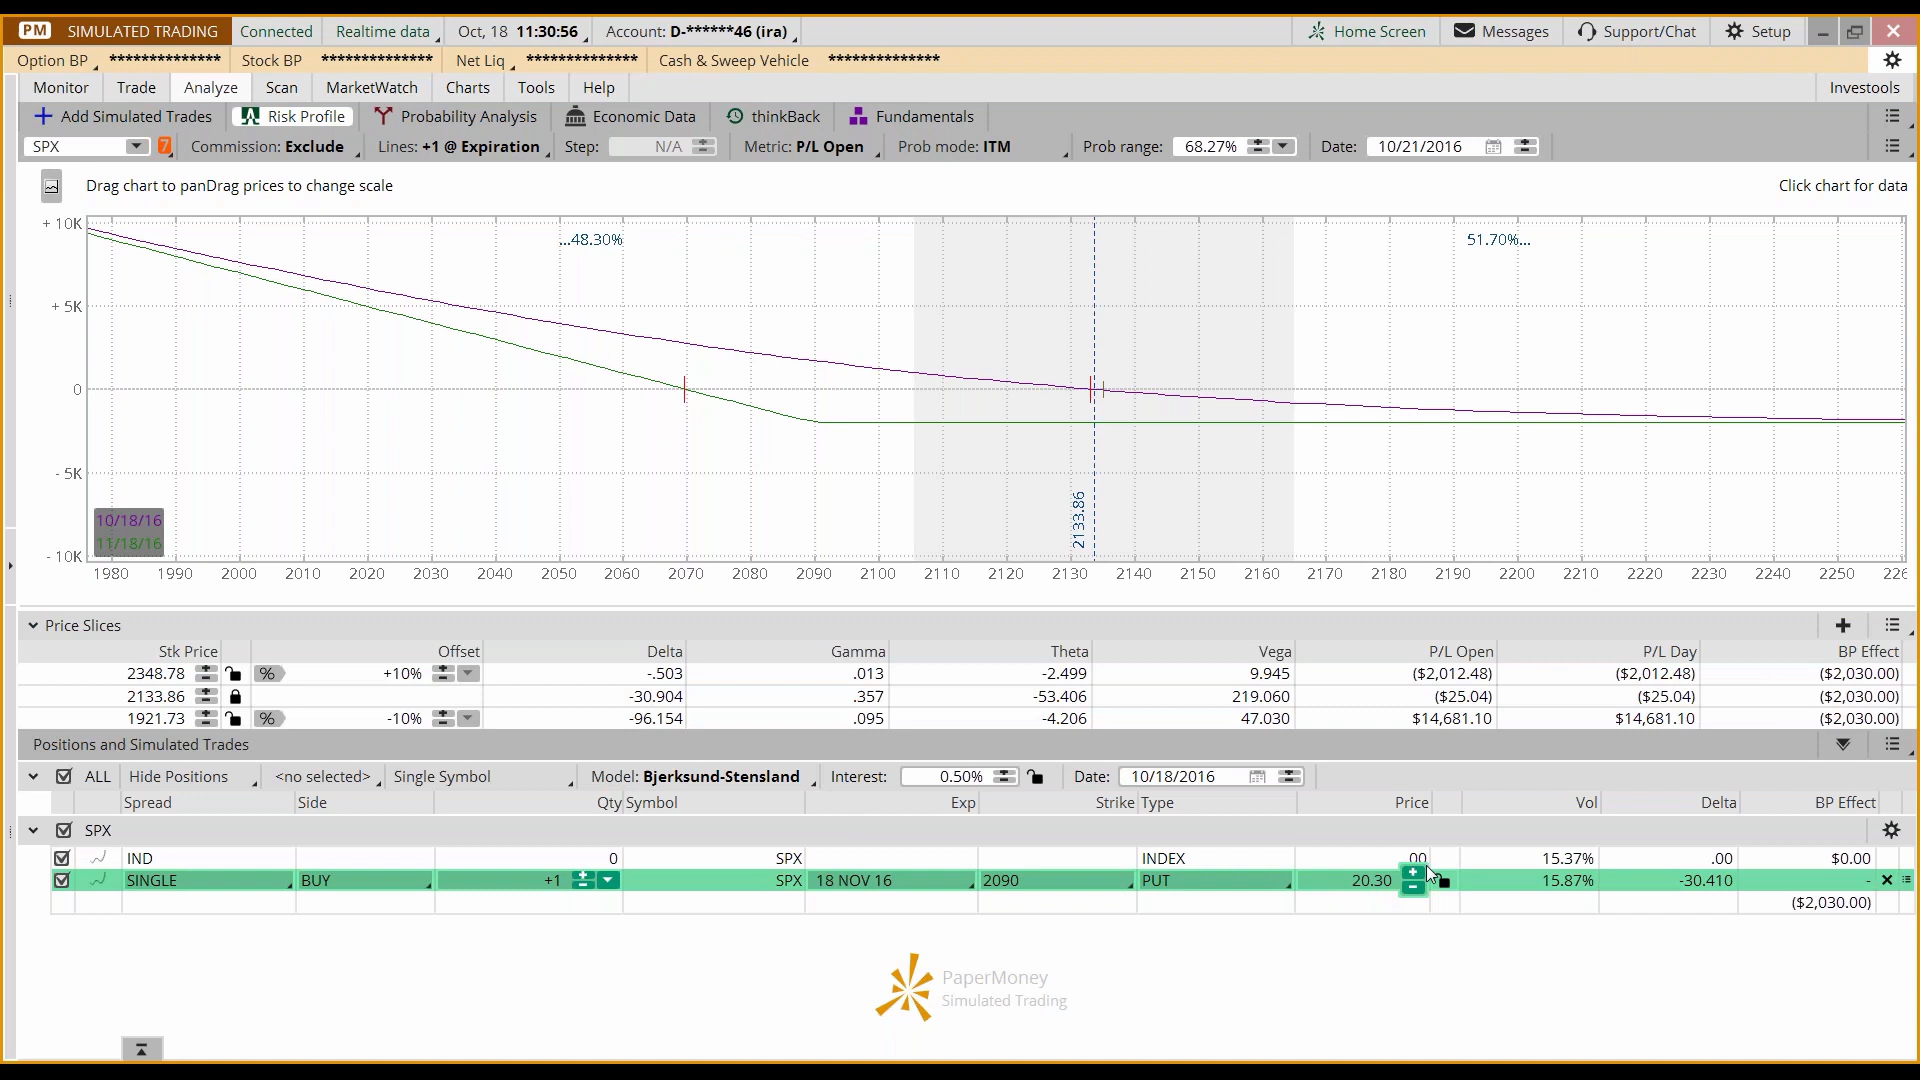 PM SIMULATED TRADING Connected Realtime data Oct, 18 11:30:56 Account: D-******46 (ira) Home Screen Messages Support/Chat Setup
Option BP ************** Stock BP ************** Net Liq ************** Cash & Sweep Vehicle **************
Monitor Trade Analyze Scan MarketWatch Charts Tools Help Investools
Add Simulated Trades Risk Profile Probability Analysis Economic Data thinkBack Fundamentals
SPX 7 Commission: Exclude Lines: +1 @ Expiration Step: N/A Metric: P/L Open Prob mode: ITM Prob range: 68.27% Date: 10/21/2016
Drag chart to panDrag prices to change scale Click chart for data
+ 10K
...48.30% 51.70%...
+ 5K
0
- 5K
2133.86
10/18/16
11/18/16
- 10K
1980 1990 2000 2010 2020 2030 2040 2050 2060 2070 2080 2090 2100 2110 2120 2130 2140 2150 2160 2170 2180 2190 2200 2210 2220 2230 2240 2250 226
Price Slices
Stk Price Offset Delta Gamma Theta Vega P/L Open P/L Day BP Effect
2348.78 % +10% -.503 .013 -2.499 9.945 ($2,012.48) ($2,012.48) ($2,030.00)
2133.86 -30.904 .357 -53.406 219.060 ($25.04) ($25.04) ($2,030.00)
1921.73 % -10% -96.154 .095 -4.206 47.030 $14,681.10 $14,681.10 ($2,030.00)
Positions and Simulated Trades
ALL Hide Positions <no selected> Single Symbol Model: Bjerksund-Stensland Interest: 0.50% Date: 10/18/2016
Spread Side Qty Symbol Exp Strike Type Price Vol Delta BP Effect
SPX
IND 0 SPX INDEX 00 15.37% .00 $0.00
SINGLE BUY +1 SPX 18 NOV 16 2090 PUT 20.30 15.87% -30.410 -
($2,030.00)
PaperMoney
Simulated Trading